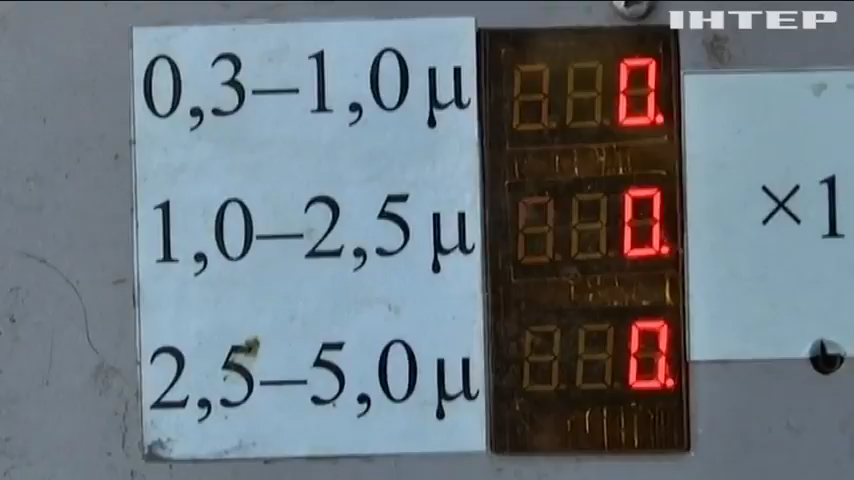 ІНТЕР
0,3–1,0 μ 0.
1,0–2,5 μ 0.
2,5–5,0 μ 0.
×1